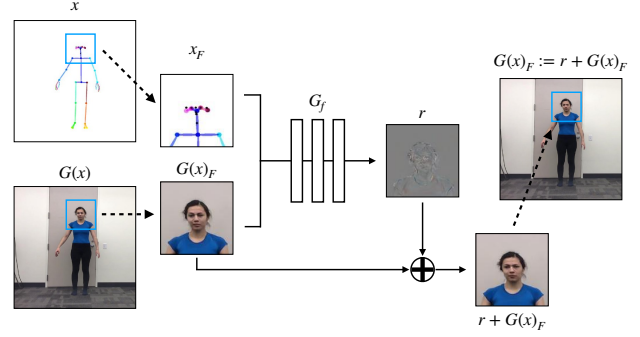 x
x_F
G(x)_F := r + G(x)_F
G_f
r
G(x)
G(x)_F
r + G(x)_F